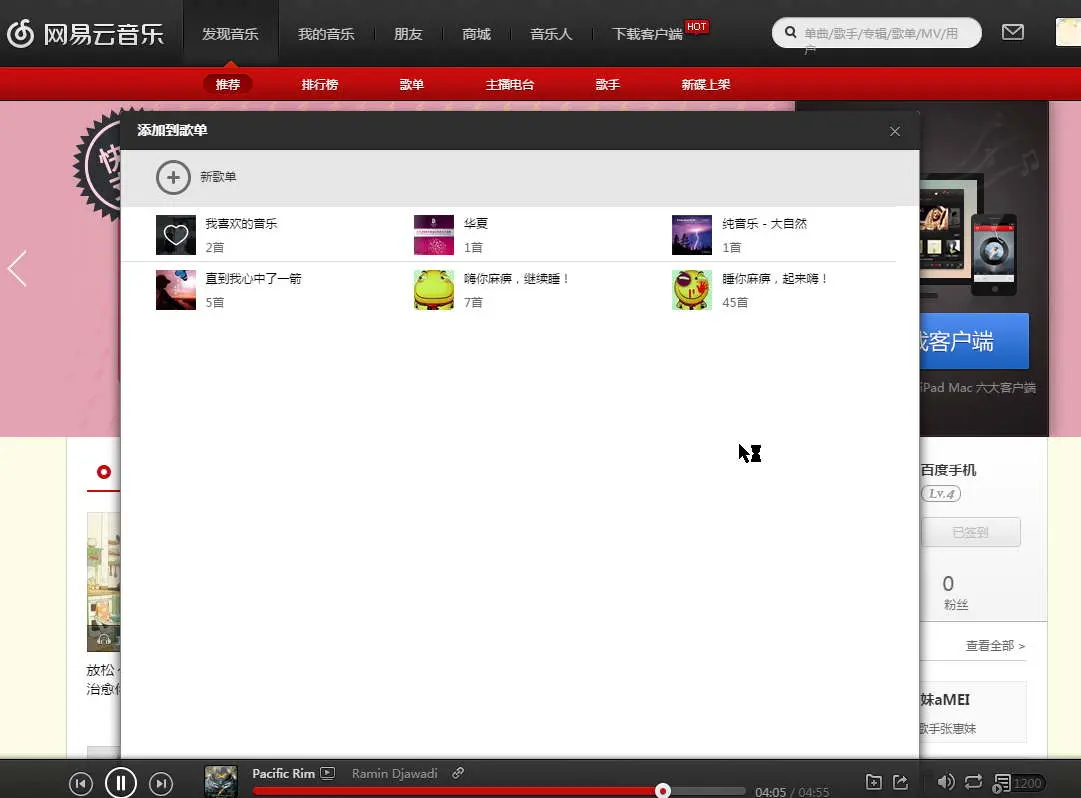 网易云音乐
发现音乐
我的音乐
朋友
商城
音乐人
下载客户端
HOT
单曲/歌手/专辑/歌单/MV/用户
推荐
排行榜
歌单
主播电台
歌手
新碟上架
快
添加到歌单
新歌单
我喜欢的音乐
2首
华夏
1首
纯音乐 - 大自然
1首
直到我心中了一箭
5首
嗨你麻痹，继续睡！
7首
睡你麻痹，起来嗨！
45首
客户端
iPad Mac 六大客户端
百度手机
Lv.4
已签到
0
粉丝
查看全部 >
放松
治愈
妹aMEI
歌手张惠妹
Pacific Rim
Ramin Djawadi
04:05 / 04:55
1200